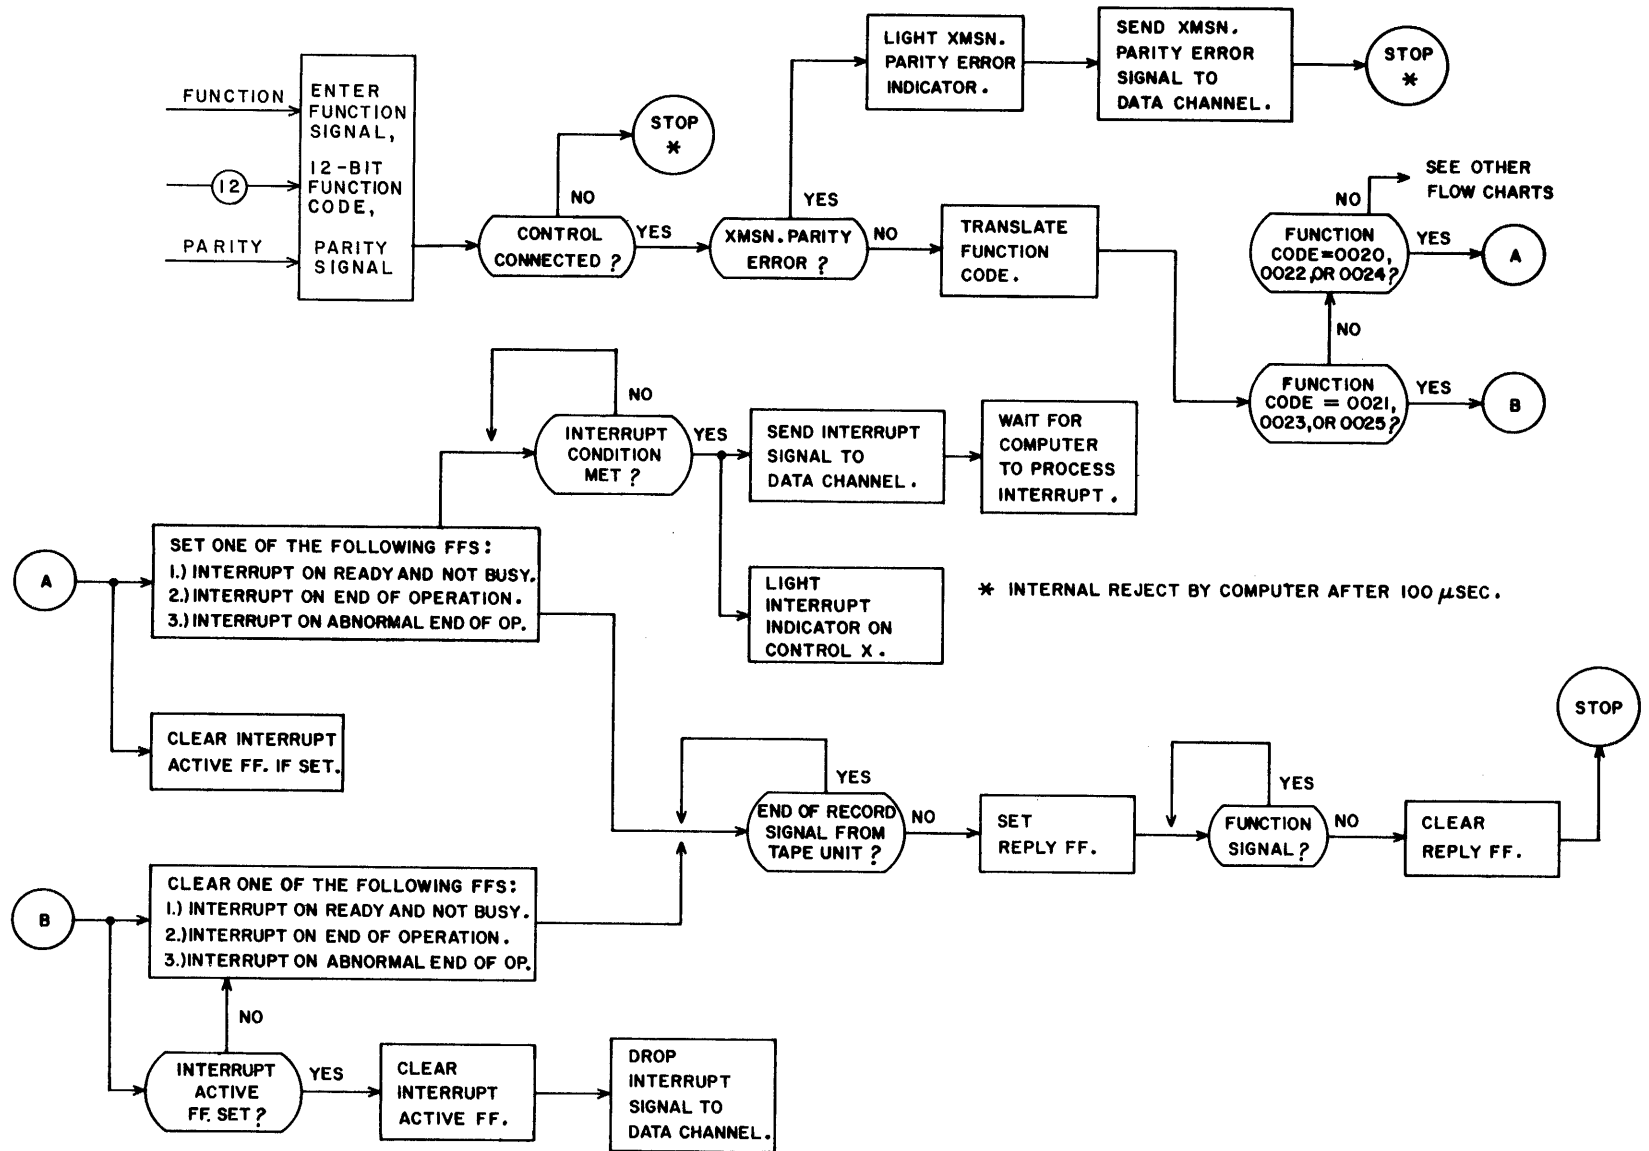 FUNCTION
12
PARITY
ENTER
FUNCTION
SIGNAL,
12-BIT
FUNCTION
CODE,
PARITY
SIGNAL
CONTROL
CONNECTED?
NO
STOP
*
YES
XMSN. PARITY
ERROR?
YES
LIGHT XMSN.
PARITY ERROR
INDICATOR.
SEND XMSN.
PARITY ERROR
SIGNAL TO
DATA CHANNEL.
STOP
*
NO
TRANSLATE
FUNCTION
CODE.
SEE OTHER
FLOW CHARTS
NO
FUNCTION
CODE=0020,
0022,OR 0024?
YES
A
NO
FUNCTION
CODE = 0021,
0023,OR 0025?
YES
B
NO
INTERRUPT
CONDITION
MET?
YES
SEND INTERRUPT
SIGNAL TO
DATA CHANNEL.
WAIT FOR
COMPUTER
TO PROCESS
INTERRUPT.
A
SET ONE OF THE FOLLOWING FFS:
1.) INTERRUPT ON READY AND NOT BUSY.
2.) INTERRUPT ON END OF OPERATION.
3.) INTERRUPT ON ABNORMAL END OF OP.
LIGHT
INTERRUPT
INDICATOR ON
CONTROL X.
* INTERNAL REJECT BY COMPUTER AFTER 100 μSEC.
CLEAR INTERRUPT
ACTIVE FF. IF SET.
YES
END OF RECORD
SIGNAL FROM
TAPE UNIT?
NO
SET
REPLY FF.
YES
FUNCTION
SIGNAL?
NO
CLEAR
REPLY FF.
STOP
B
CLEAR ONE OF THE FOLLOWING FFS:
1.) INTERRUPT ON READY AND NOT BUSY.
2.) INTERRUPT ON END OF OPERATION.
3.) INTERRUPT ON ABNORMAL END OF OP.
NO
INTERRUPT
ACTIVE
FF. SET?
YES
CLEAR
INTERRUPT
ACTIVE FF.
DROP
INTERRUPT
SIGNAL TO
DATA CHANNEL.